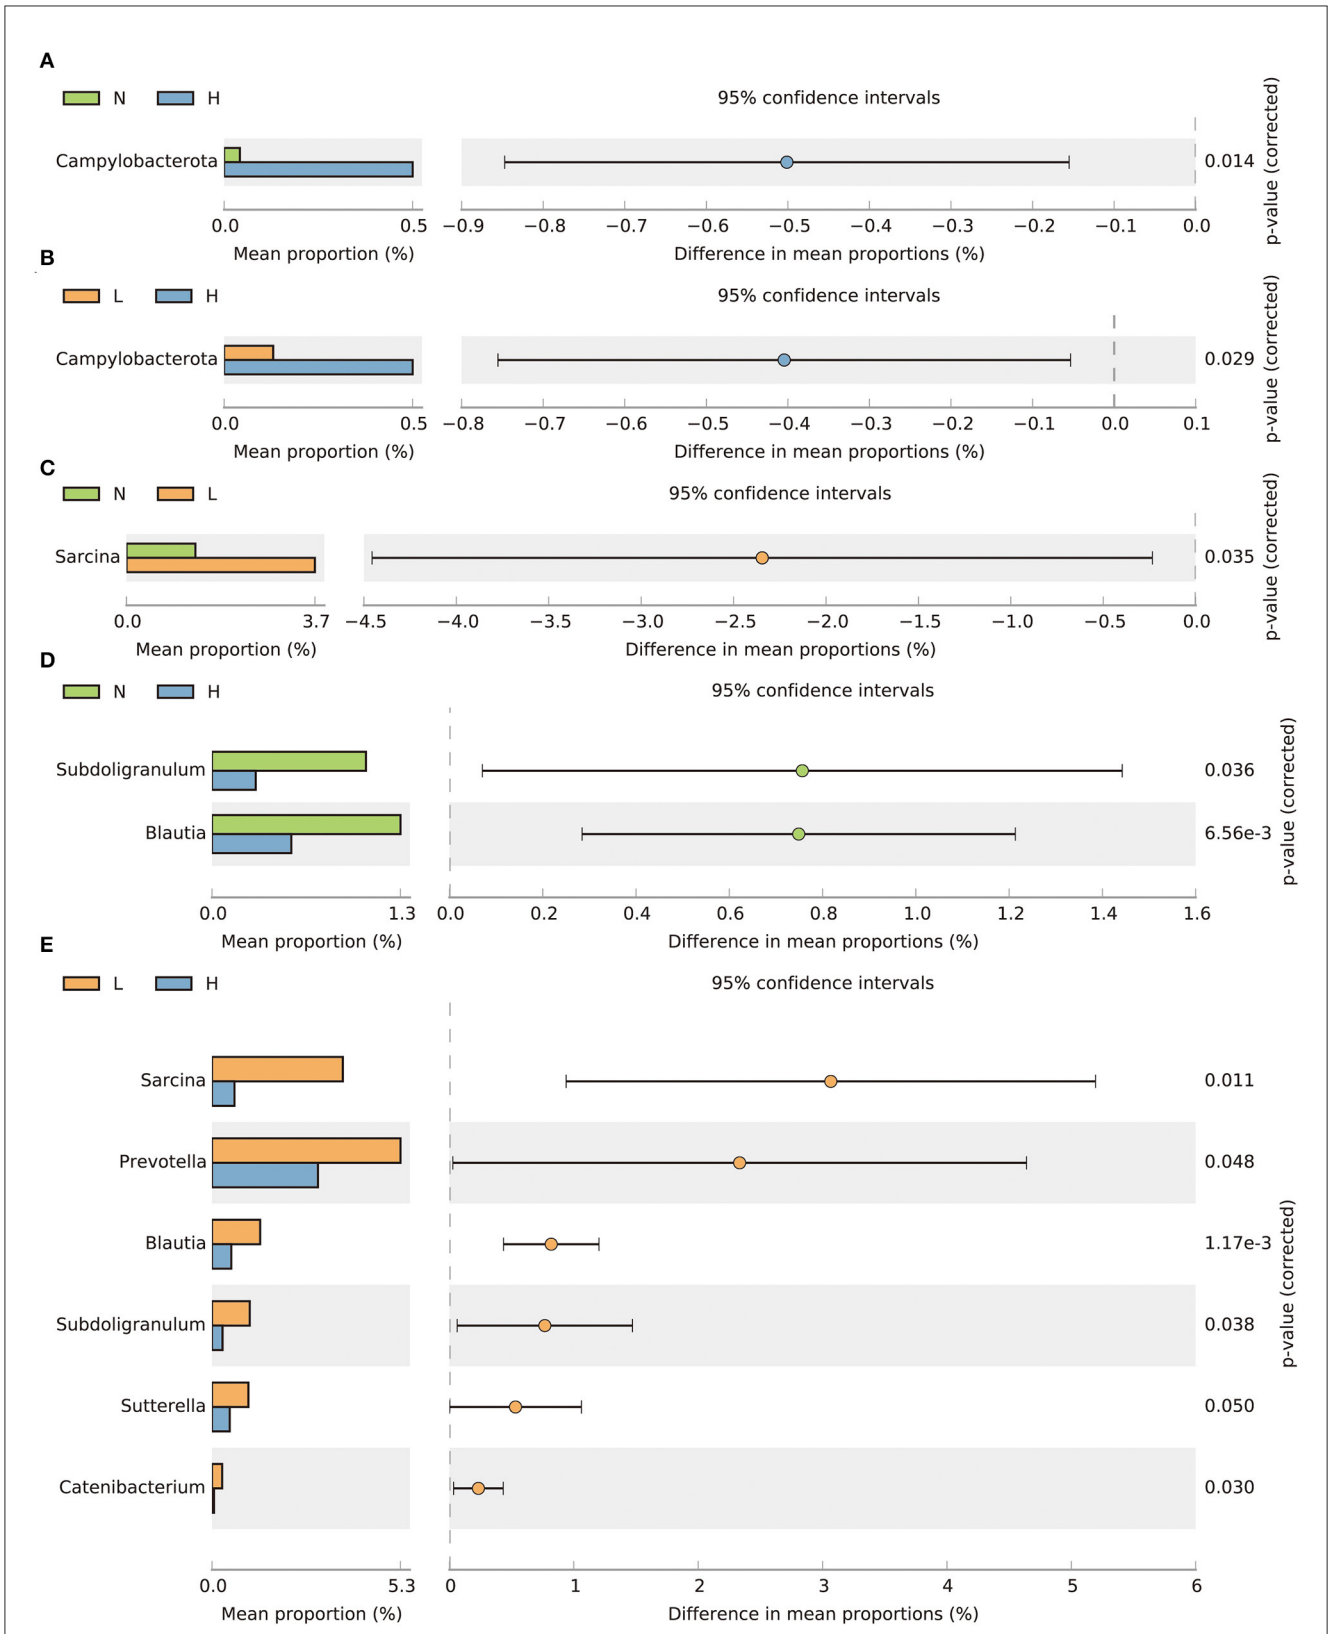 A
N H 95% confidence intervals
Campylobacterota 0.014
0.0 0.5 −0.9 −0.8 −0.7 −0.6 −0.5 −0.4 −0.3 −0.2 −0.1 0.0
Mean proportion (%) Difference in mean proportions (%)
p-value (corrected)
B
L H 95% confidence intervals
Campylobacterota 0.029
0.0 0.5 −0.8 −0.7 −0.6 −0.5 −0.4 −0.3 −0.2 −0.1 0.0 0.1
Mean proportion (%) Difference in mean proportions (%)
p-value (corrected)
C
N L 95% confidence intervals
Sarcina 0.035
0.0 3.7 −4.5 −4.0 −3.5 −3.0 −2.5 −2.0 −1.5 −1.0 −0.5 0.0
Mean proportion (%) Difference in mean proportions (%)
p-value (corrected)
D
N H 95% confidence intervals
Subdoligranulum 0.036
Blautia 6.56e-3
0.0 1.3 0.0 0.2 0.4 0.6 0.8 1.0 1.2 1.4 1.6
Mean proportion (%) Difference in mean proportions (%)
p-value (corrected)
E
L H 95% confidence intervals
Sarcina 0.011
Prevotella 0.048
Blautia 1.17e-3
Subdoligranulum 0.038
Sutterella 0.050
Catenibacterium 0.030
0.0 5.3 0 1 2 3 4 5 6
Mean proportion (%) Difference in mean proportions (%)
p-value (corrected)